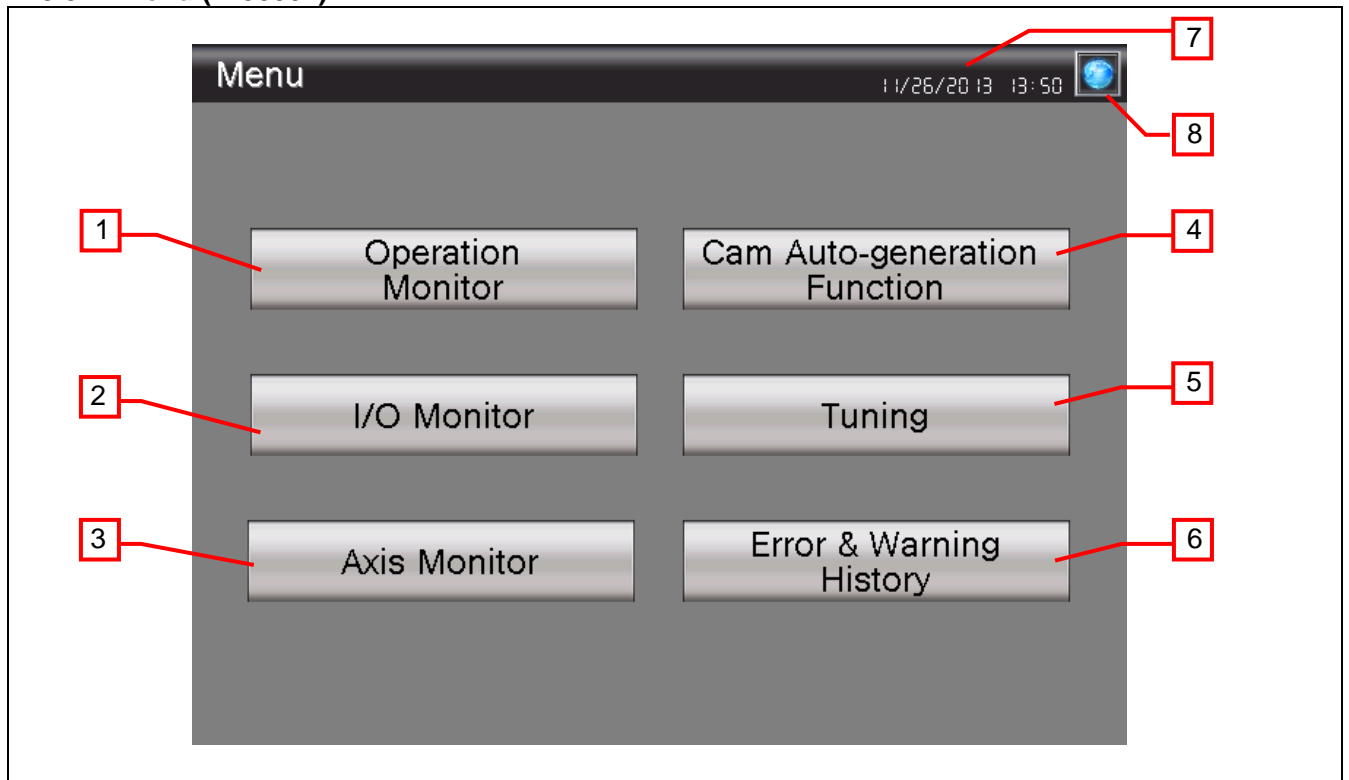 7
Menu
11/26/2013 13:50
8
1
4
Operation
Monitor
Cam Auto-generation
Function
2
5
I/O Monitor
Tuning
3
6
Axis Monitor
Error & Warning
History